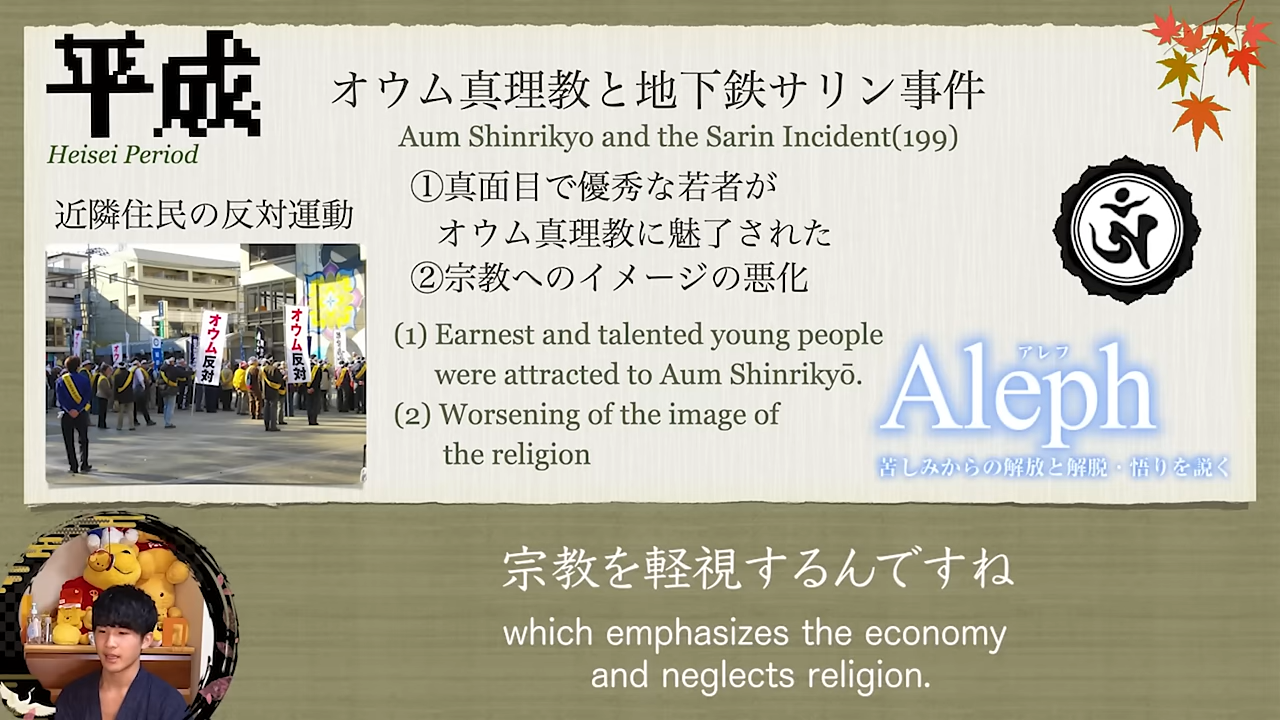 平成
Heisei Period
オウム真理教と地下鉄サリン事件
Aum Shinrikyo and the Sarin Incident(199)
①真面目で優秀な若者が
オウム真理教に魅了された
②宗教へのイメージの悪化
(1) Earnest and talented young people
were attracted to Aum Shinrikyō.
(2) Worsening of the image of
the religion
近隣住民の反対運動
オウム反対
オウム反対
アレフ
Aleph
苦しみからの解放と解脱・悟りを説く
宗教を軽視するんですね
which emphasizes the economy
and neglects religion.